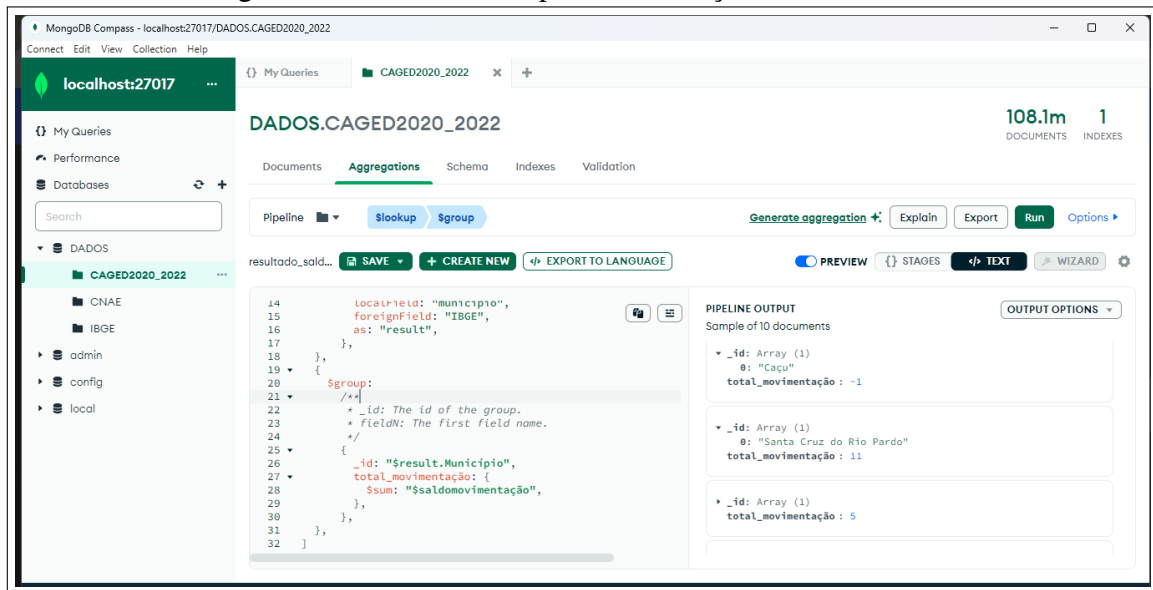 MongoDB Compass - localhost:27017/DADOS.CAGED2020_2022
Connect Edit View Collection Help
localhost:27017 ...
{} My Queries
Performance
Databases
Search
DADOS
CAGED2020_2022 ...
CNAE
IBGE
admin
config
local
{} My Queries CAGED2020_2022
DADOS.CAGED2020_2022
108.1m 1
DOCUMENTS INDEXES
Documents Aggregations Schema Indexes Validation
Pipeline $lookup $group Generate aggregation Explain Export Run Options
resultado_sald... SAVE + CREATE NEW </> EXPORT TO LANGUAGE PREVIEW {} STAGES </> TEXT WIZARD
14 localField: "município",
15 foreignField: "IBGE",
16 as: "result",
17 },
18 },
19 {
20 $group:
21 /**
22 * _id: The id of the group.
23 * fieldN: The first field name.
24 */
25 {
26 _id: "$result.Município",
27 total_movimentação: {
28 $sum: "$saldomovimentação",
29 },
30 },
31 },
32 ]
PIPELINE OUTPUT
Sample of 10 documents
OUTPUT OPTIONS
_id: Array (1)
0: "Caçu"
total_movimentação : -1
_id: Array (1)
0: "Santa Cruz do Rio Pardo"
total_movimentação : 11
_id: Array (1)
total_movimentação : 5